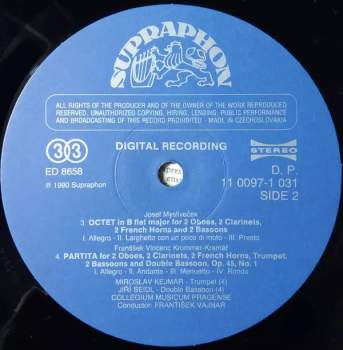 SUPRAPHON
ALL RIGHTS OF THE PRODUCER AND OF THE OWNER OF THE WORK REPRODUCED
RESERVED. UNAUTHORIZED COPYING, HIRING, LENDING, PUBLIC PERFORMANCE
AND BROADCASTING OF THIS RECORD PROHIBITED - MADE IN CZECHOSLOVAKIA
DIGITAL RECORDING
33
ED 8658
℗ 1990 Supraphon
STEREO
D. P.
11 0097-1 031
SIDE 2
Josef Mysliveček
3. OCTET in B flat major for 2 Oboes, 2 Clarinets,
2 French Horns and 2 Bassoons
I. Allegro - II. Larghetto con un poco di moto - III. Presto
František Vincenc Krommer-Kramář
4. PARTITA for 2 Oboes, 2 Clarinets, 2 French Horns, Trumpet,
2 Bassoons and Double Bassoon, Op. 45, No. 1
I. Allegro - II. Andante - III. Menuetto - IV. Rondo
MIROSLAV KEJMAR - Trumpet (4)
JIŘÍ SEIDL - Double Bassoon (4)
COLLEGIUM MUSICUM PRAGENSE
Conductor: FRANTIŠEK VAJNAR